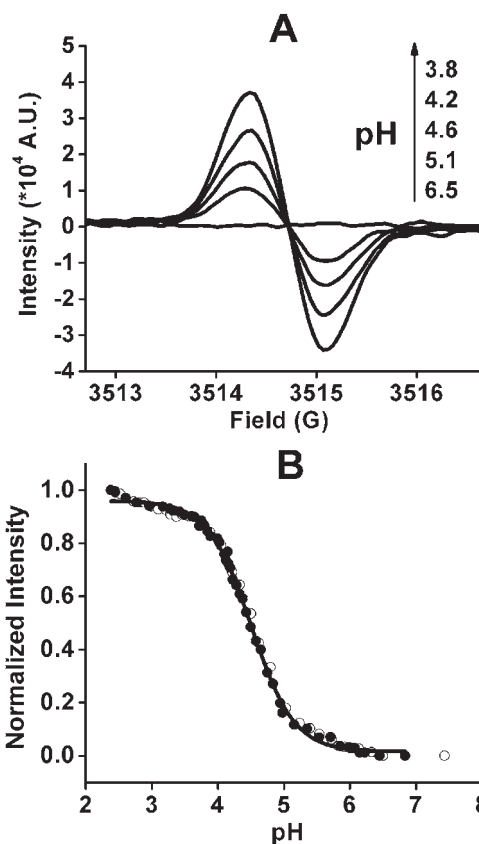 A
Intensity (*10⁴ A.U.)
5
4
3
2
1
0
-1
-2
-3
-4
pH
3.8
4.2
4.6
5.1
6.5
3513 3514 3515 3516
Field (G)
B
Normalized Intensity
1.0
0.8
0.6
0.4
0.2
0.0
2 3 4 5 6 7 8
pH